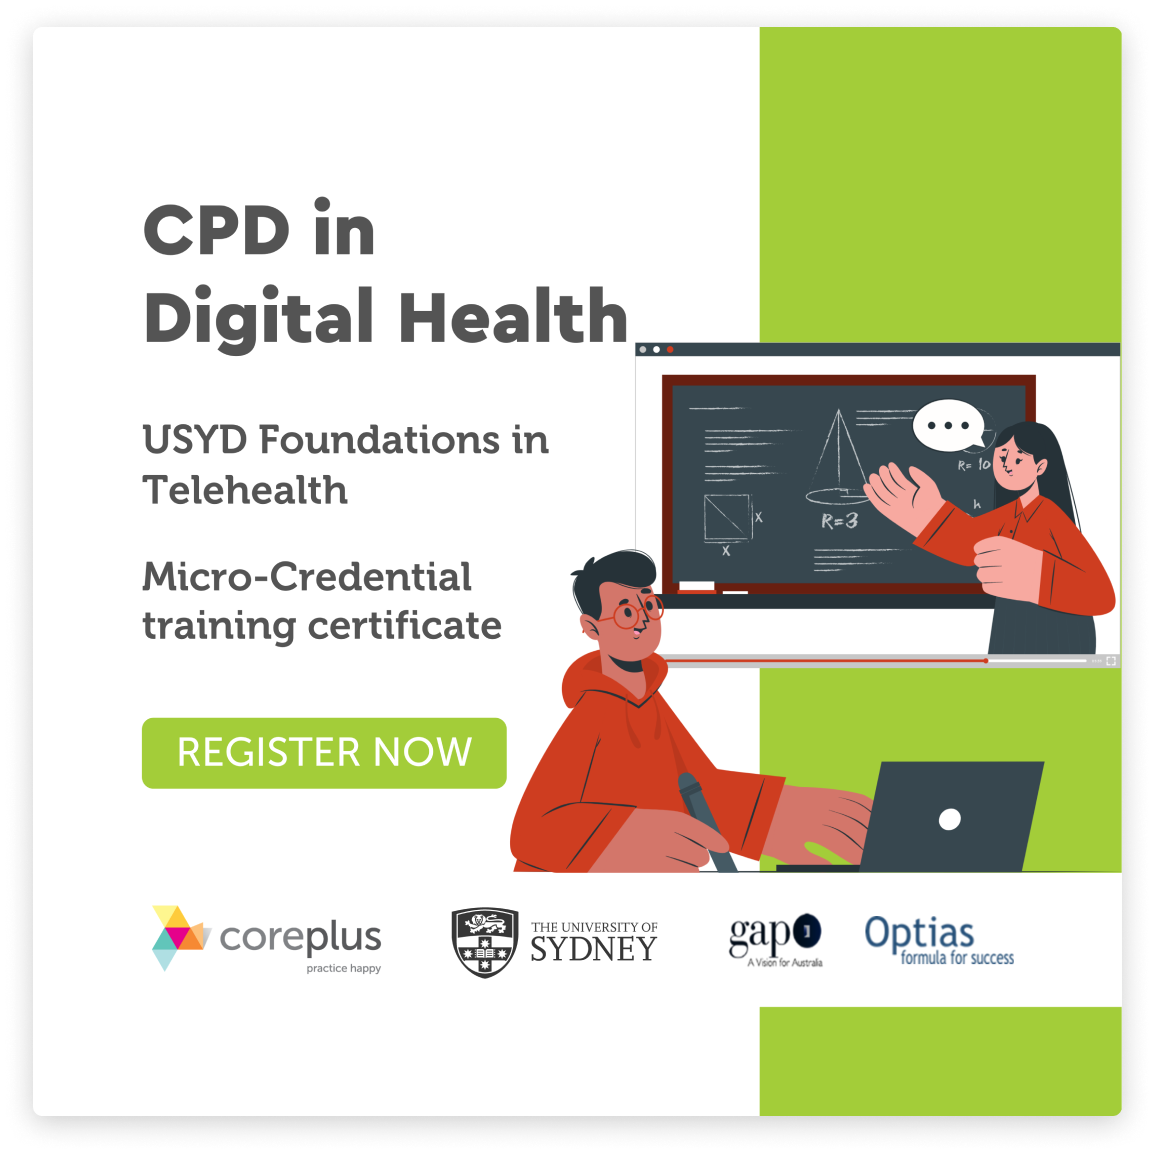 CPD in
Digital Health
USYD Foundations in
Telehealth
Micro-Credential
training certificate
REGISTER NOW
R= 10
h
R=3
X
X
coreplus
practice happy
THE UNIVERSITY OF
SYDNEY
gap
A Vision for Australia
Optias
formula for success